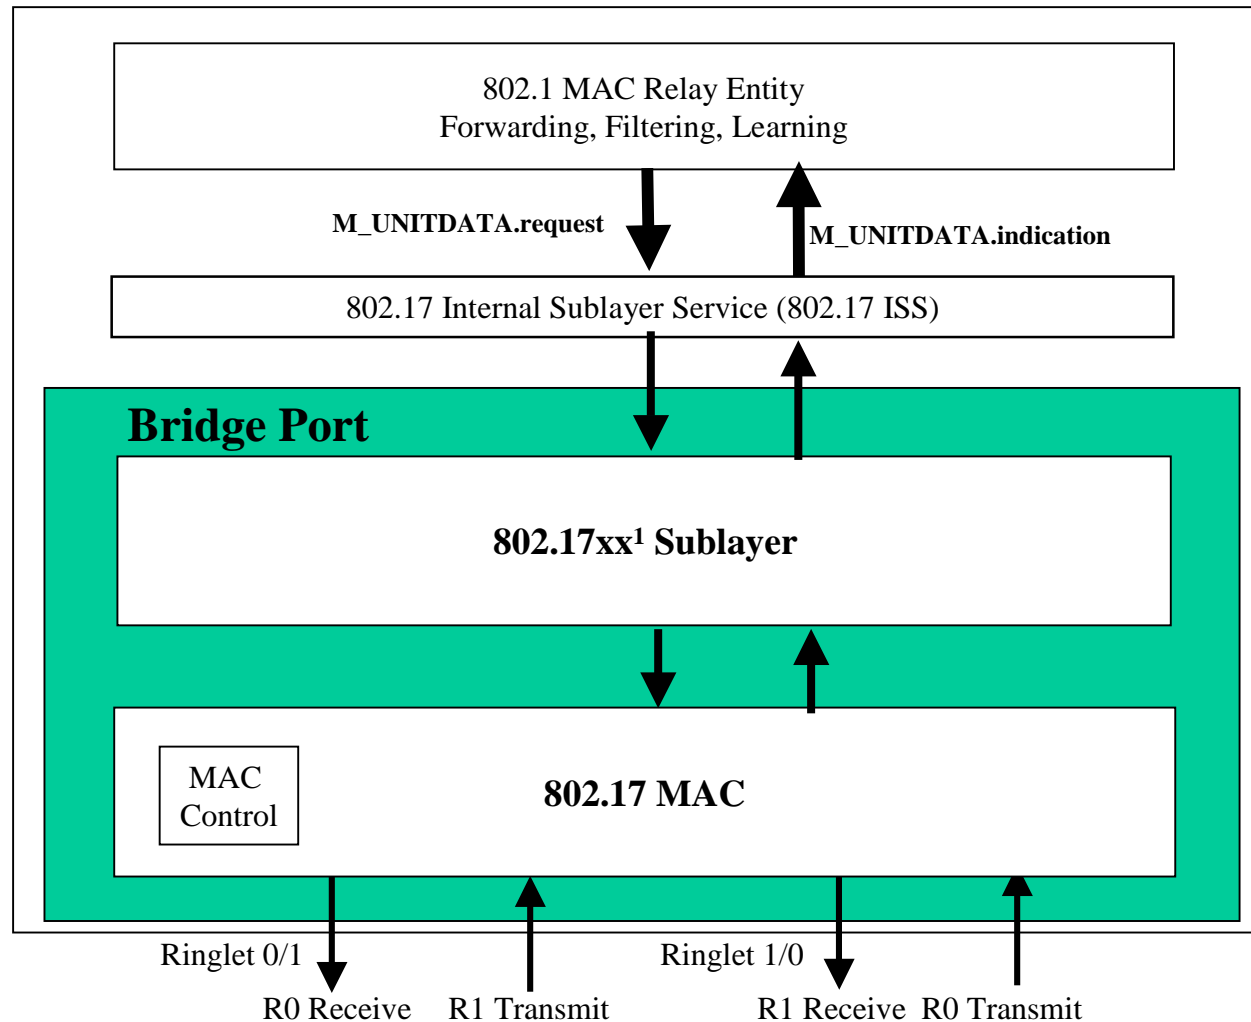 802.1 MAC Relay Entity
Forwarding, Filtering, Learning
M_UNITDATA.request
M_UNITDATA.indication
802.17 Internal Sublayer Service (802.17 ISS)
Bridge Port
802.17xx¹ Sublayer
MAC
Control
802.17 MAC
Ringlet 0/1
Ringlet 1/0
R0 Receive
R1 Transmit
R1 Receive
R0 Transmit